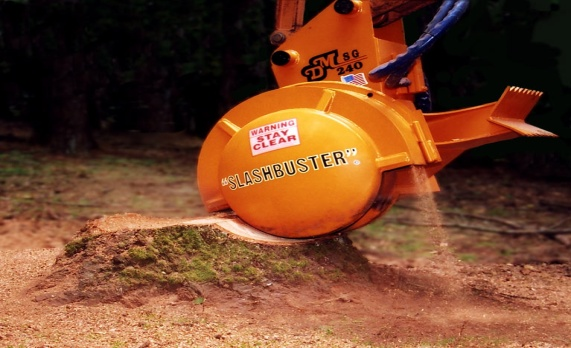 DM SG
240
WARNING
STAY
CLEAR
"SLASHBUSTER"